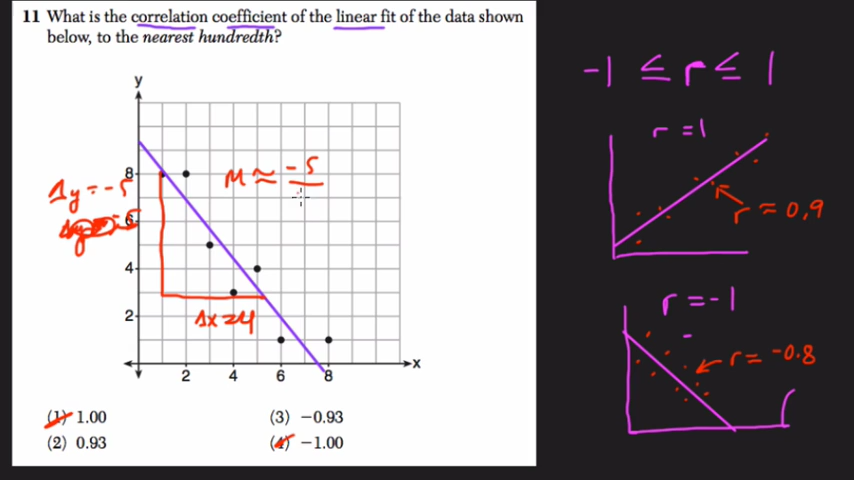 11 What is the correlation coefficient of the linear fit of the data shown
below, to the nearest hundredth?
y
8
6
4
2
2 4 6 8
x
M ≈ -5
Δy = -5
Δx = 4
(1) 1.00
(2) 0.93
(3) −0.93
(4) −1.00
-1 ≤ r ≤ 1
r = 1
r ≈ 0,9
r = -1
r = -0.8